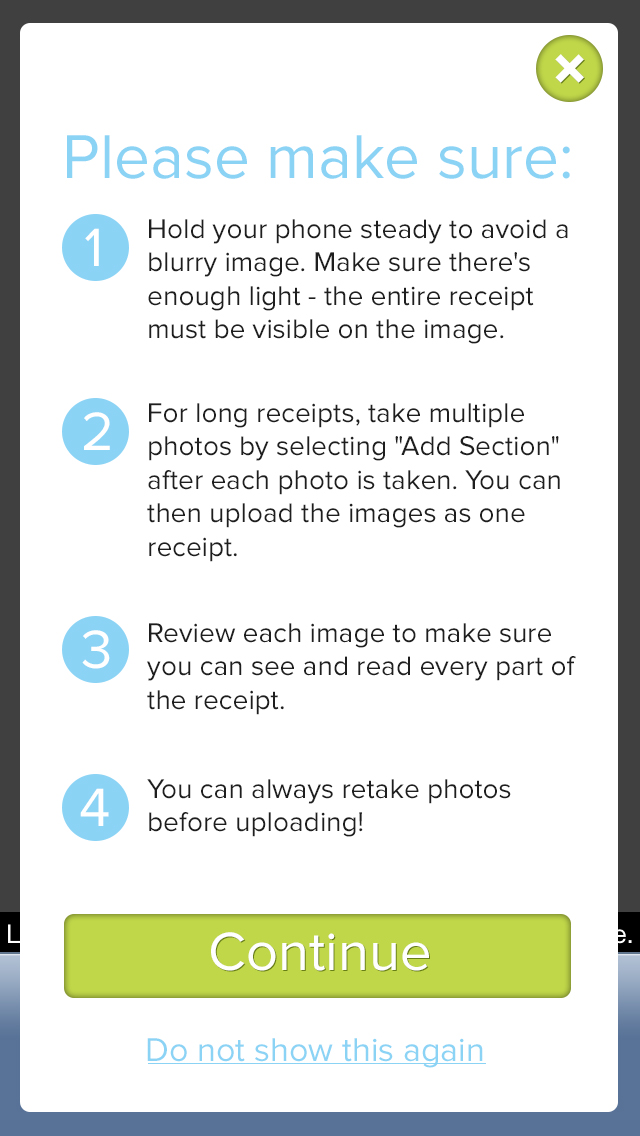 Please make sure:
1
Hold your phone steady to avoid a
blurry image. Make sure there's
enough light - the entire receipt
must be visible on the image.
2
For long receipts, take multiple
photos by selecting "Add Section"
after each photo is taken. You can
then upload the images as one
receipt.
3
Review each image to make sure
you can see and read every part of
the receipt.
4
You can always retake photos
before uploading!
Continue
Do not show this again